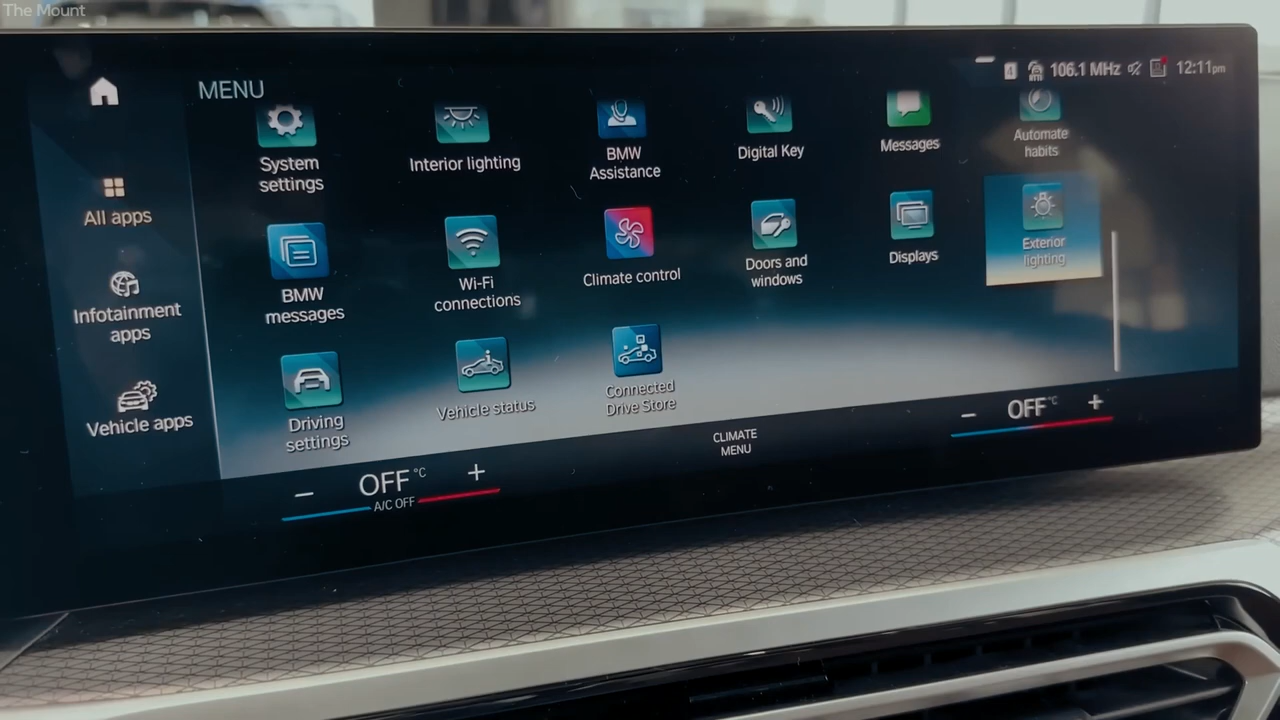 The Mount
MENU
106.1 MHz
12:11pm
System
settings
Interior lighting
BMW
Assistance
Digital Key
Messages
Automate
habits
All apps
BMW
messages
Wi-Fi
connections
Climate control
Doors and
windows
Displays
Exterior
lighting
Infotainment
apps
Vehicle apps
Driving
settings
Vehicle status
Connected
Drive Store
− OFF °C +
A/C OFF
CLIMATE
MENU
− OFF °C +